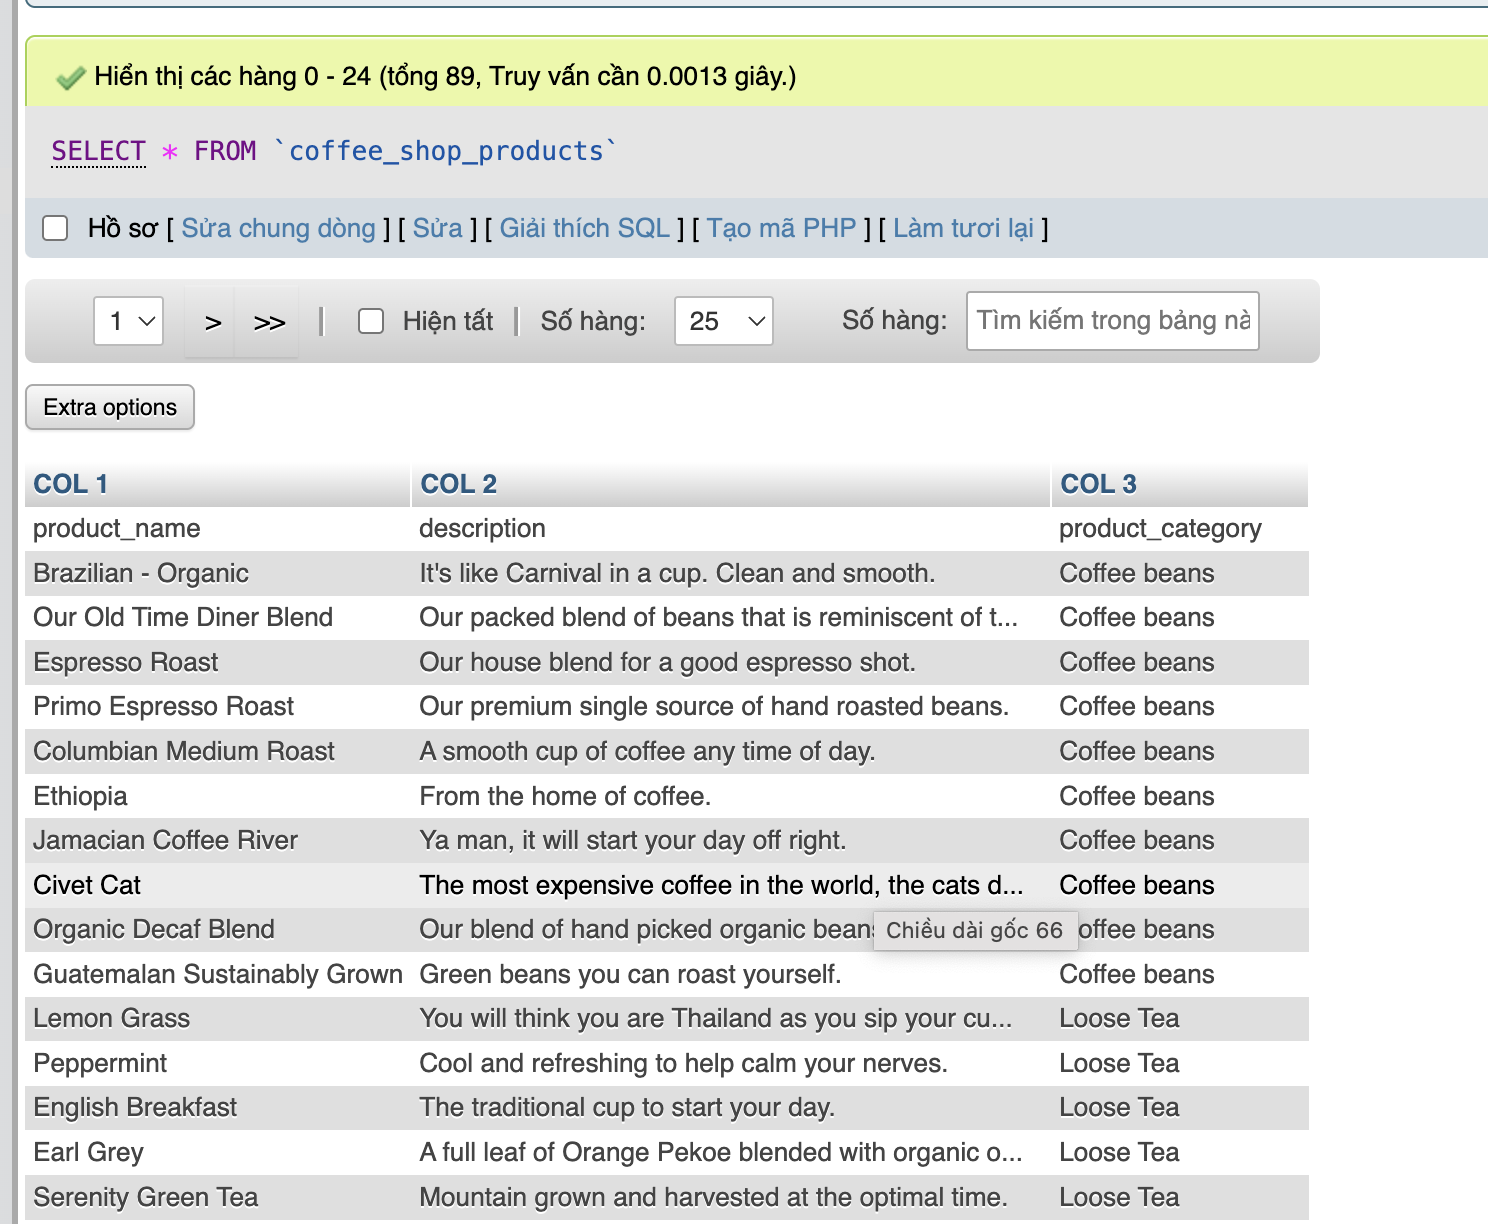 Hiển thị các hàng 0 - 24 (tổng 89, Truy vấn cần 0.0013 giây.)
SELECT * FROM `coffee_shop_products`
Hồ sơ [ Sửa chung dòng ] [ Sửa ] [ Giải thích SQL ] [ Tạo mã PHP ] [ Làm tươi lại ]
1 > >> | Hiện tất | Số hàng: 25 Số hàng: Tìm kiếm trong bảng nà
Extra options
COL 1 COL 2 COL 3
product_name description product_category
Brazilian - Organic It's like Carnival in a cup. Clean and smooth. Coffee beans
Our Old Time Diner Blend Our packed blend of beans that is reminiscent of t... Coffee beans
Espresso Roast Our house blend for a good espresso shot. Coffee beans
Primo Espresso Roast Our premium single source of hand roasted beans. Coffee beans
Columbian Medium Roast A smooth cup of coffee any time of day. Coffee beans
Ethiopia From the home of coffee. Coffee beans
Jamacian Coffee River Ya man, it will start your day off right. Coffee beans
Civet Cat The most expensive coffee in the world, the cats d... Coffee beans
Organic Decaf Blend Our blend of hand picked organic bean Chiều dài gốc 66 offee beans
Guatemalan Sustainably Grown Green beans you can roast yourself. Coffee beans
Lemon Grass You will think you are Thailand as you sip your cu... Loose Tea
Peppermint Cool and refreshing to help calm your nerves. Loose Tea
English Breakfast The traditional cup to start your day. Loose Tea
Earl Grey A full leaf of Orange Pekoe blended with organic o... Loose Tea
Serenity Green Tea Mountain grown and harvested at the optimal time. Loose Tea